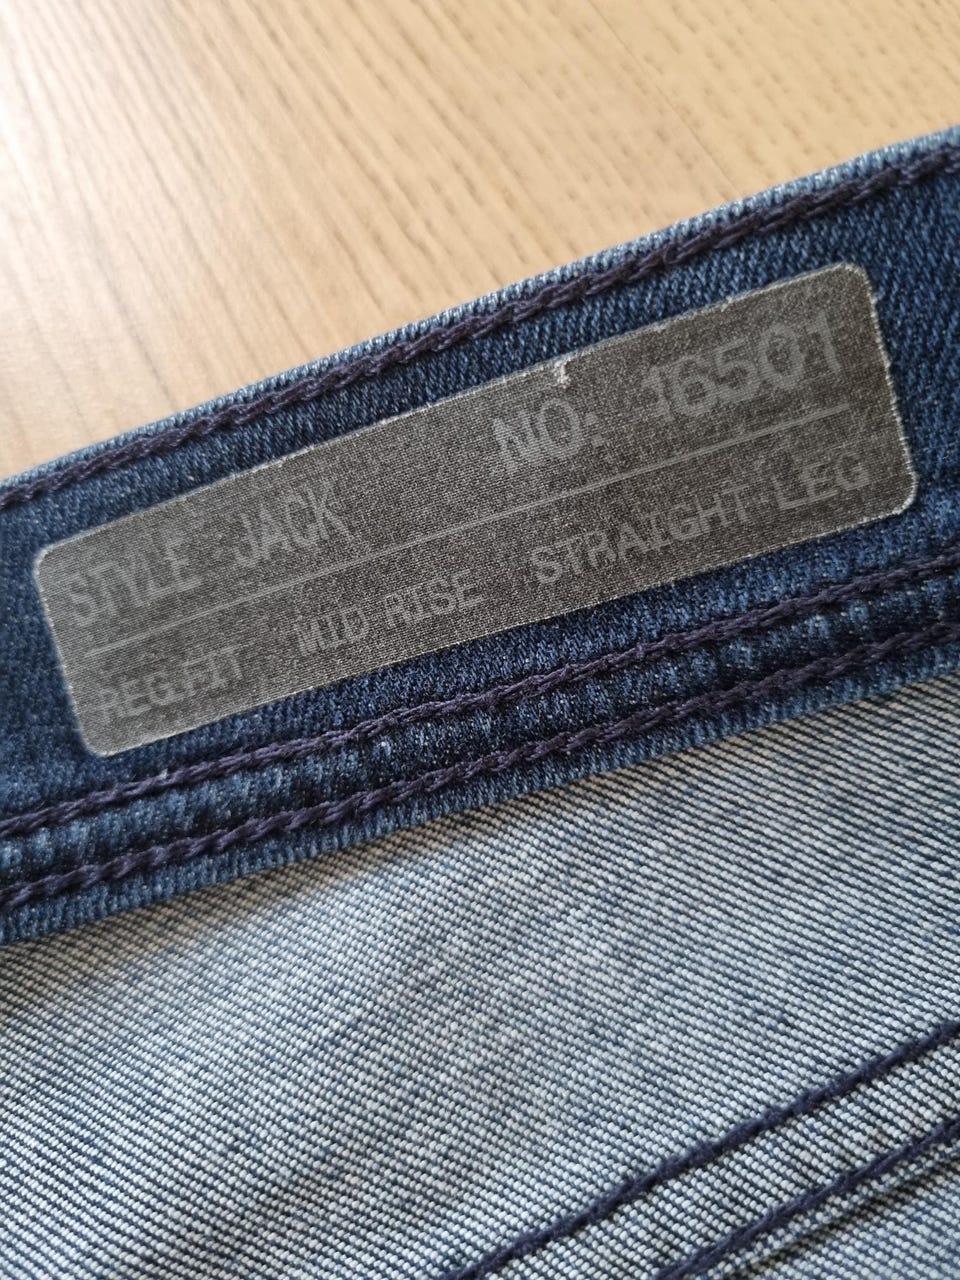 STYLE JACK NO: 16501
REG.FIT MID RISE STRAIGHT LEG